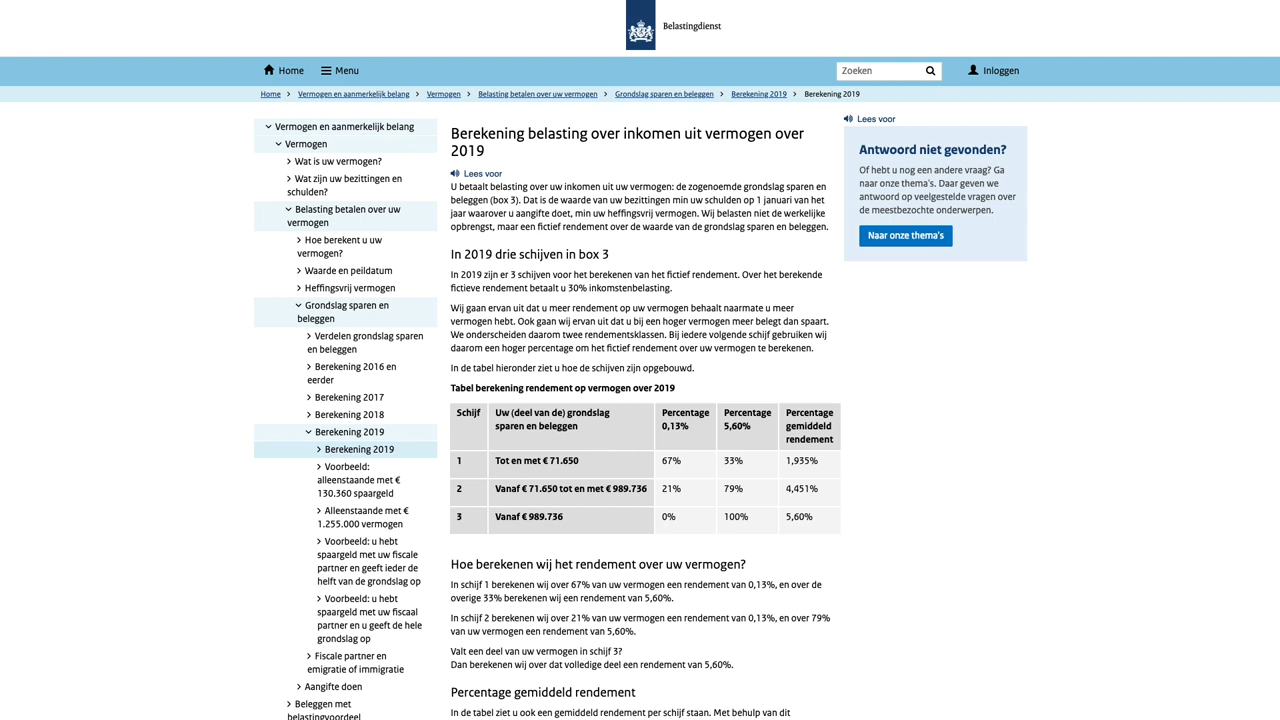 Belastingdienst
Home
Menu
Zoeken
Inloggen
Home
Vermogen en aanmerkelijk belang
Vermogen
Belasting betalen over uw vermogen
Grondslag sparen en beleggen
Berekening 2019
Berekening 2019
Vermogen en aanmerkelijk belang
Vermogen
Wat is uw vermogen?
Wat zijn uw bezittingen en
schulden?
Belasting betalen over uw
vermogen
Hoe berekent u uw
vermogen?
Waarde en peildatum
Heffingsvrij vermogen
Grondslag sparen en
beleggen
Verdelen grondslag sparen
en beleggen
Berekening 2016 en
eerder
Berekening 2017
Berekening 2018
Berekening 2019
Berekening 2019
Voorbeeld:
alleenstaande met €
130.360 spaargeld
Alleenstaande met €
1.255.000 vermogen
Voorbeeld: u hebt
spaargeld met uw fiscale
partner en geeft ieder de
helft van de grondslag op
Voorbeeld: u hebt
spaargeld met uw fiscaal
partner en u geeft de hele
grondslag op
Fiscale partner en
emigratie of immigratie
Aangifte doen
Beleggen met
belastingvoordeel
Berekening belasting over inkomen uit vermogen over
2019
Lees voor
U betaalt belasting over uw inkomen uit uw vermogen: de zogenoemde grondslag sparen en
beleggen (box 3). Dat is de waarde van uw bezittingen min uw schulden op 1 januari van het
jaar waarover u aangifte doet, min uw heffingsvrij vermogen. Wij belasten niet de werkelijke
opbrengst, maar een fictief rendement over de waarde van de grondslag sparen en beleggen.
In 2019 drie schijven in box 3
In 2019 zijn er 3 schijven voor het berekenen van het fictief rendement. Over het berekende
fictieve rendement betaalt u 30% inkomstenbelasting.
Wij gaan ervan uit dat u meer rendement op uw vermogen behaalt naarmate u meer
vermogen hebt. Ook gaan wij ervan uit dat u bij een hoger vermogen meer belegt dan spaart.
We onderscheiden daarom twee rendementsklassen. Bij iedere volgende schijf gebruiken wij
daarom een hoger percentage om het fictief rendement over uw vermogen te berekenen.
In de tabel hieronder ziet u hoe de schijven zijn opgebouwd.
Tabel berekening rendement op vermogen over 2019
Schijf Uw (deel van de) grondslag sparen en beleggen Percentage 0,13% Percentage 5,60% Percentage gemiddeld rendement
1 Tot en met € 71.650 67% 33% 1,935%
2 Vanaf € 71.650 tot en met € 989.736 21% 79% 4,451%
3 Vanaf € 989.736 0% 100% 5,60%
Hoe berekenen wij het rendement over uw vermogen?
In schijf 1 berekenen wij over 67% van uw vermogen een rendement van 0,13%, en over de
overige 33% berekenen wij een rendement van 5,60%.
In schijf 2 berekenen wij over 21% van uw vermogen een rendement van 0,13%, en over 79%
van uw vermogen een rendement van 5,60%.
Valt een deel van uw vermogen in schijf 3?
Dan berekenen wij over dat volledige deel een rendement van 5,60%.
Percentage gemiddeld rendement
In de tabel ziet u ook een gemiddeld rendement per schijf staan. Met behulp van dit
Lees voor
Antwoord niet gevonden?
Of hebt u nog een andere vraag? Ga
naar onze thema's. Daar geven we
antwoord op veelgestelde vragen over
de meestbezochte onderwerpen.
Naar onze thema's